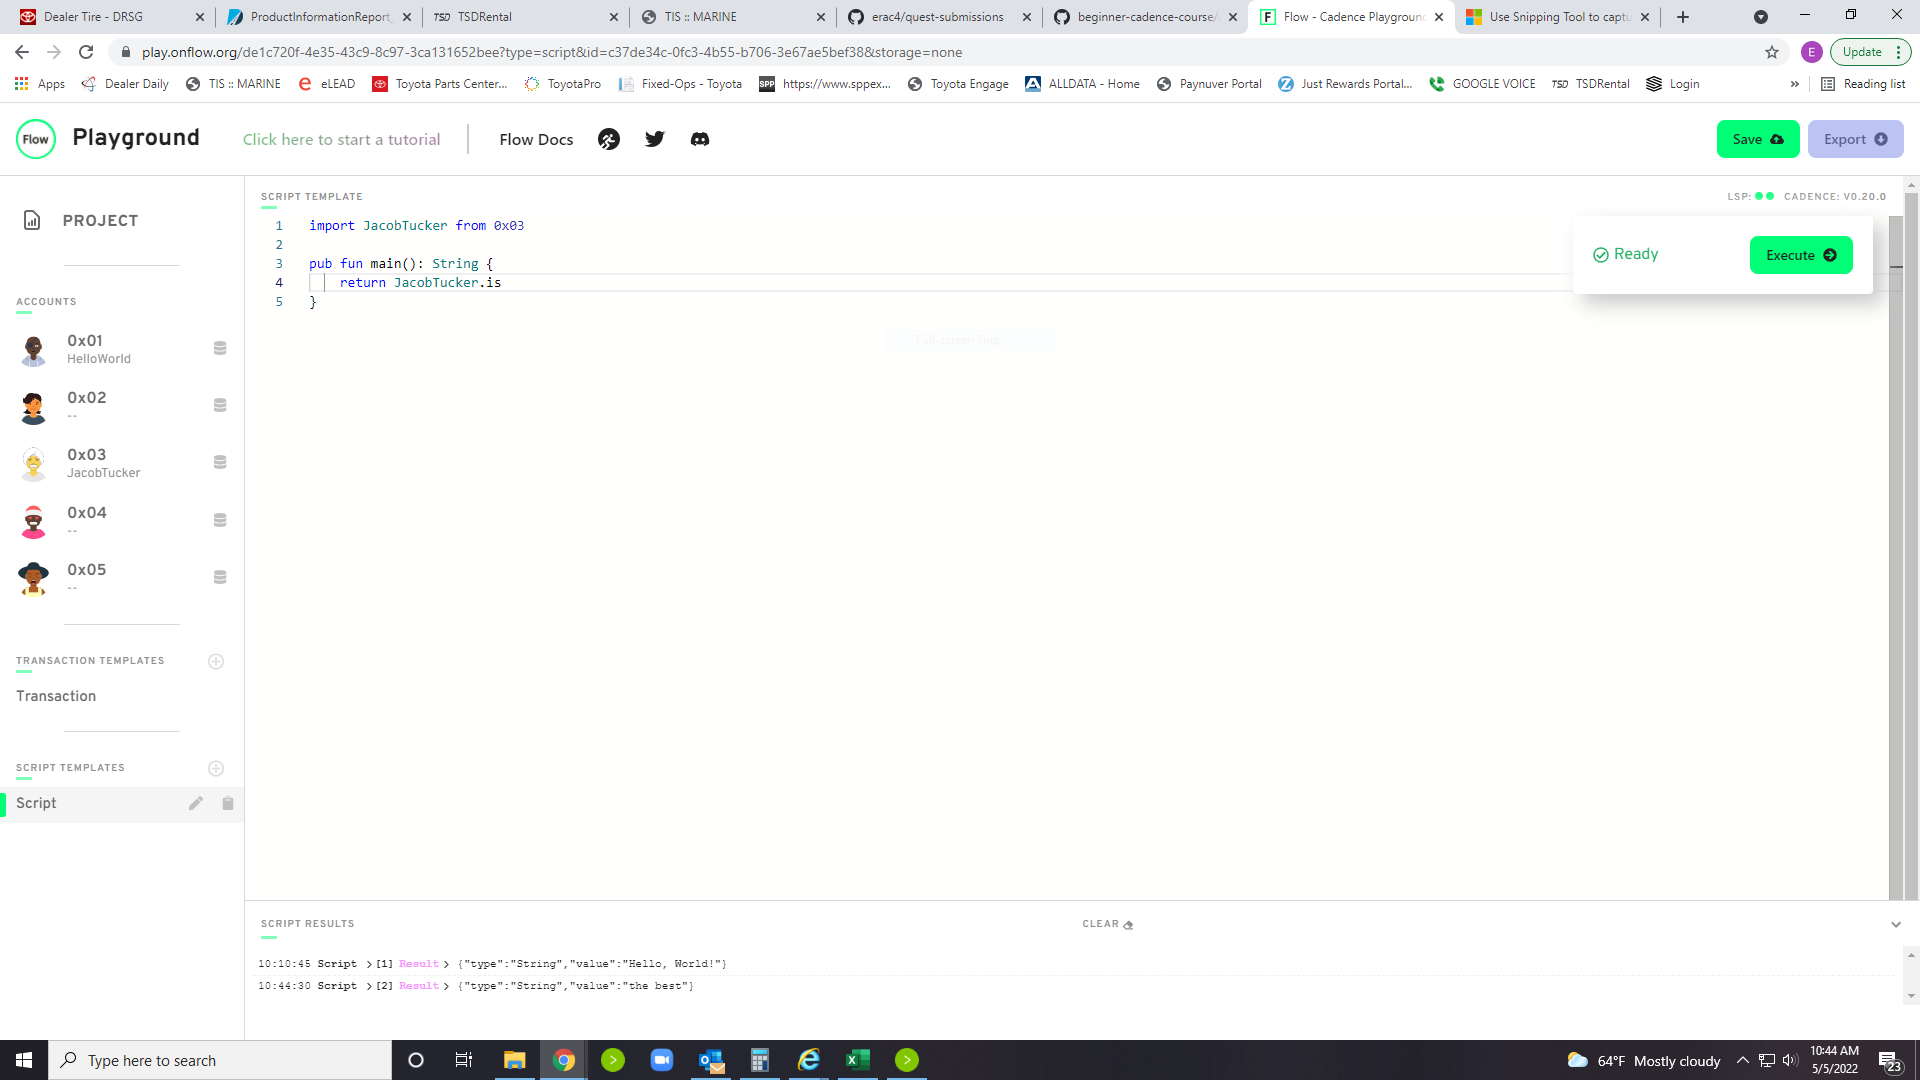 Dealer Tire - DRSG
ProductInformationReport_
TSD TSDRental
TIS :: MARINE
erac4/quest-submissions
beginner-cadence-course/
Flow - Cadence Playground
Use Snipping Tool to captu
play.onflow.org/de1c720f-4e35-43c9-8c97-3ca131652bee?type=script&id=c37de34c-0fc3-4b55-b706-3e67ae5bef38&storage=none
E
Update
Apps
Dealer Daily
TIS :: MARINE
eLEAD
Toyota Parts Center...
ToyotaPro
Fixed-Ops - Toyota
SPP https://www.sppex...
Toyota Engage
ALLDATA - Home
Paynuver Portal
Just Rewards Portal...
GOOGLE VOICE
TSD TSDRental
Login
»
Reading list
Flow
Playground
Click here to start a tutorial
Flow Docs
Save
Export
PROJECT
ACCOUNTS
0x01
HelloWorld
0x02
--
0x03
JacobTucker
0x04
--
0x05
--
TRANSACTION TEMPLATES
Transaction
SCRIPT TEMPLATES
Script
SCRIPT TEMPLATE
LSP:
CADENCE: V0.20.0
1 import JacobTucker from 0x03
2
3 pub fun main(): String {
4 return JacobTucker.is
5 }
Ready
Execute
Full-screen Snip
SCRIPT RESULTS
CLEAR
10:10:45 Script >[1] Result > {"type":"String","value":"Hello, World!"}
10:44:30 Script >[2] Result > {"type":"String","value":"the best"}
Type here to search
64°F Mostly cloudy
10:44 AM
5/5/2022
23